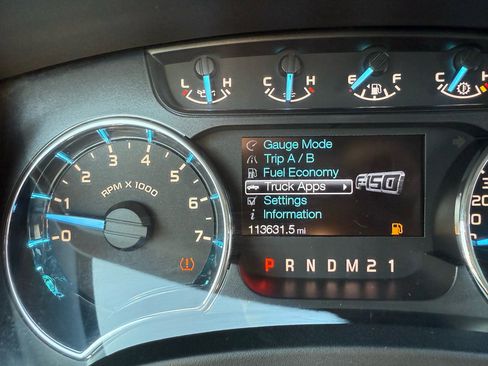 L H
C H
E F
C H
0 1 2 3 4 5 6 7
RPM X 1000
Gauge Mode
Trip A / B
Fuel Economy
Truck Apps
F-150
Settings
i Information
113631.5 mi
P R N D M 2 1
(!)